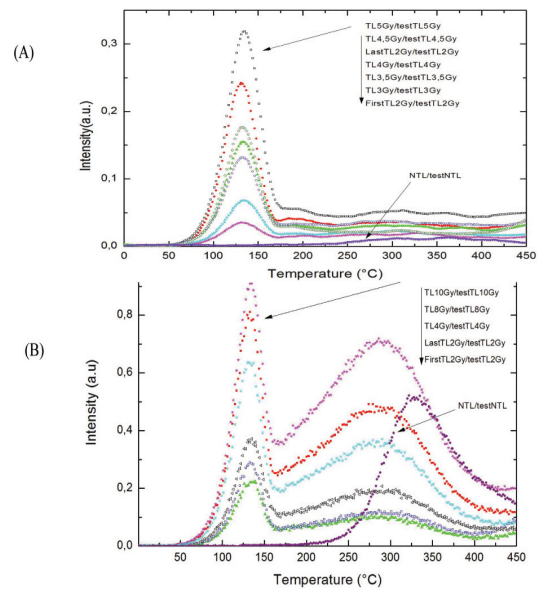 (A)
Intensity(a.u.)
0,3
0,2
0,1
0,0
TL5Gy/testTL5Gy
TL4,5Gy/testTL4,5Gy
LastTL2Gy/testTL2Gy
TL4Gy/testTL4Gy
TL3,5Gy/testTL3,5Gy
TL3Gy/testTL3Gy
FirstTL2Gy/testTL2Gy
NTL/testNTL
0 50 100 150 200 250 300 350 400 450
Temperature (°C)
(B)
Intensity (a.u)
0,8
0,6
0,4
0,2
0,0
TL10Gy/testTL10Gy
TL8Gy/testTL8Gy
TL4Gy/testTL4Gy
LastTL2Gy/testTL2Gy
FirstTL2Gy/testTL2Gy
NTL/testNTL
50 100 150 200 250 300 350 400 450
Temperature (°C)